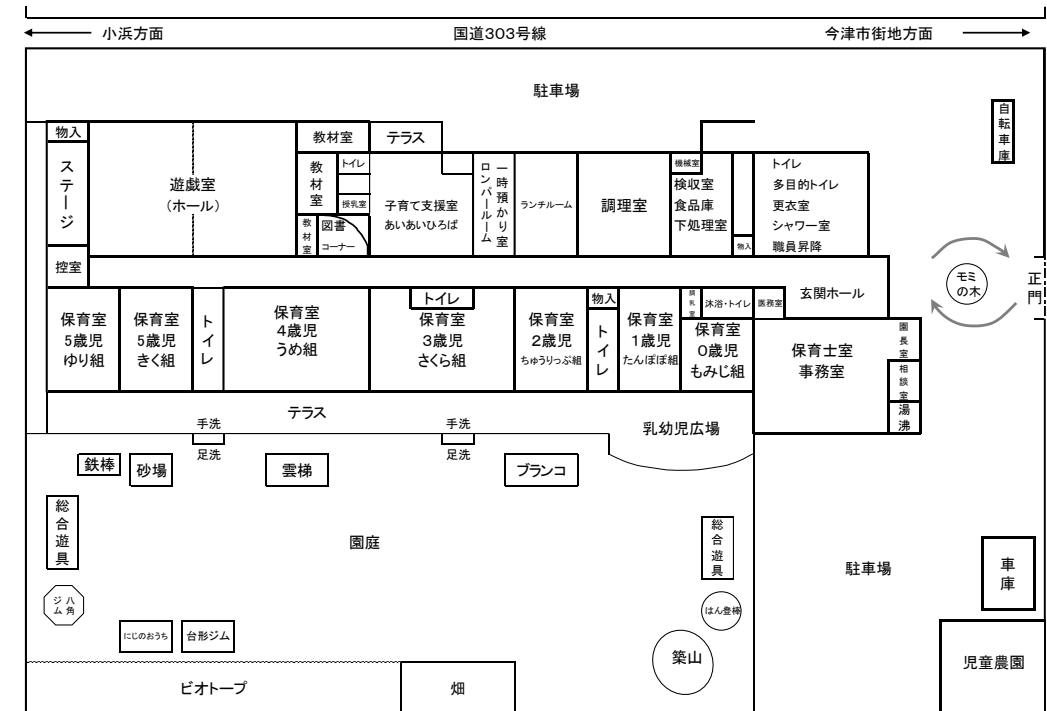 小浜方面
国道303号線
今津市街地方面
駐車場
自転車庫
物入
ステージ
遊戯室
(ホール)
控室
教材室
テラス
教材室
トイレ
授乳室
教材室
図書
コーナー
子育て支援室
あいあいひろば
一時預かり室
ロンパールーム
ランチルーム
調理室
機械室
検収室
食品庫
下処理室
物入
トイレ
多目的トイレ
更衣室
シャワー室
職員昇降
モミ
の木
正門
玄関ホール
保育室
5歳児
ゆり組
保育室
5歳児
きく組
トイレ
保育室
4歳児
うめ組
トイレ
保育室
3歳児
さくら組
保育室
2歳児
ちゅうりっぷ組
物入
トイレ
保育室
1歳児
たんぽぽ組
調乳室
沐浴・トイレ
医務室
保育室
0歳児
もみじ組
保育士室
事務室
園長室
相談室
湯沸
テラス
乳幼児広場
手洗
足洗
手洗
足洗
鉄棒
砂場
雲梯
ブランコ
総合遊具
園庭
総合遊具
駐車場
車庫
八角
ジム
にじのおうち
台形ジム
はん登棒
築山
児童農園
ビオトープ
畑